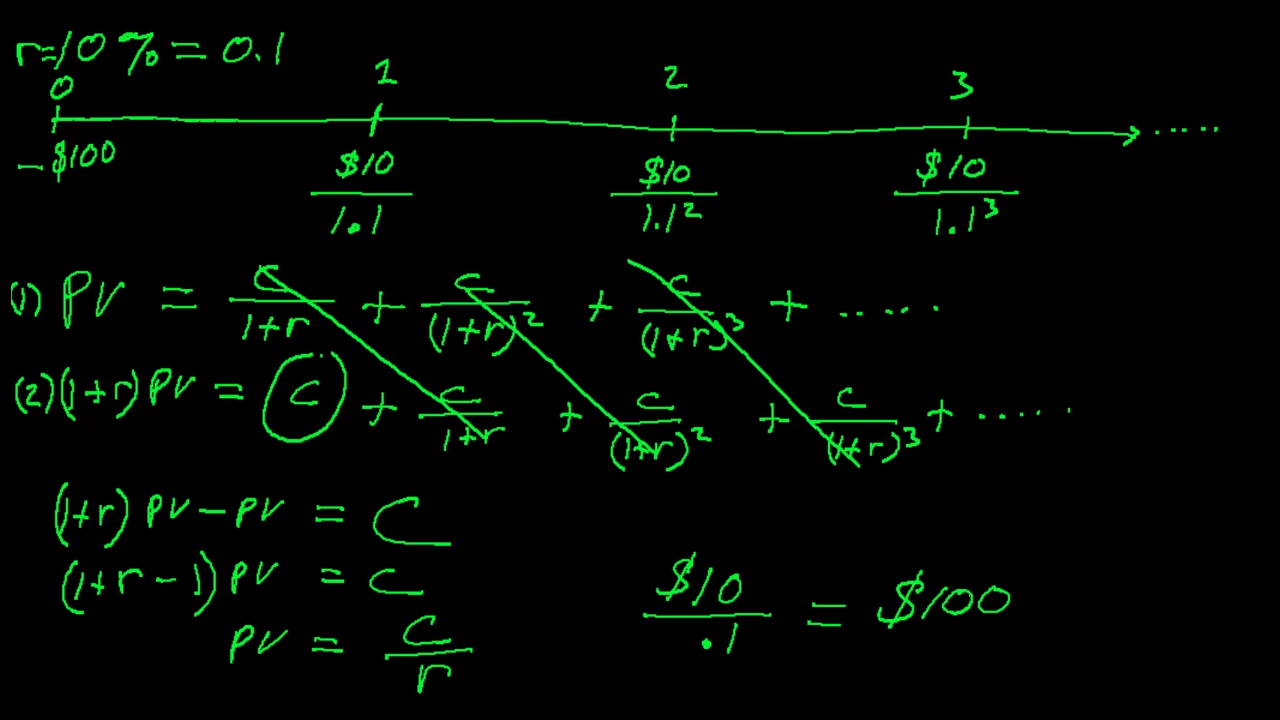 r=10% = 0.1
0 1 2 3
.....
-$100 $10/1.1 $10/1.1² $10/1.1³
(1) PV = C/1+r + C/(1+r)² + C/(1+r)³ + .....
(2) (1+r) PV = C + C/1+r + C/(1+r)² + C/(1+r)³ + .....
(1+r) PV - PV = C
(1+r-1) PV = C
PV = C/r
$10/.1 = $100